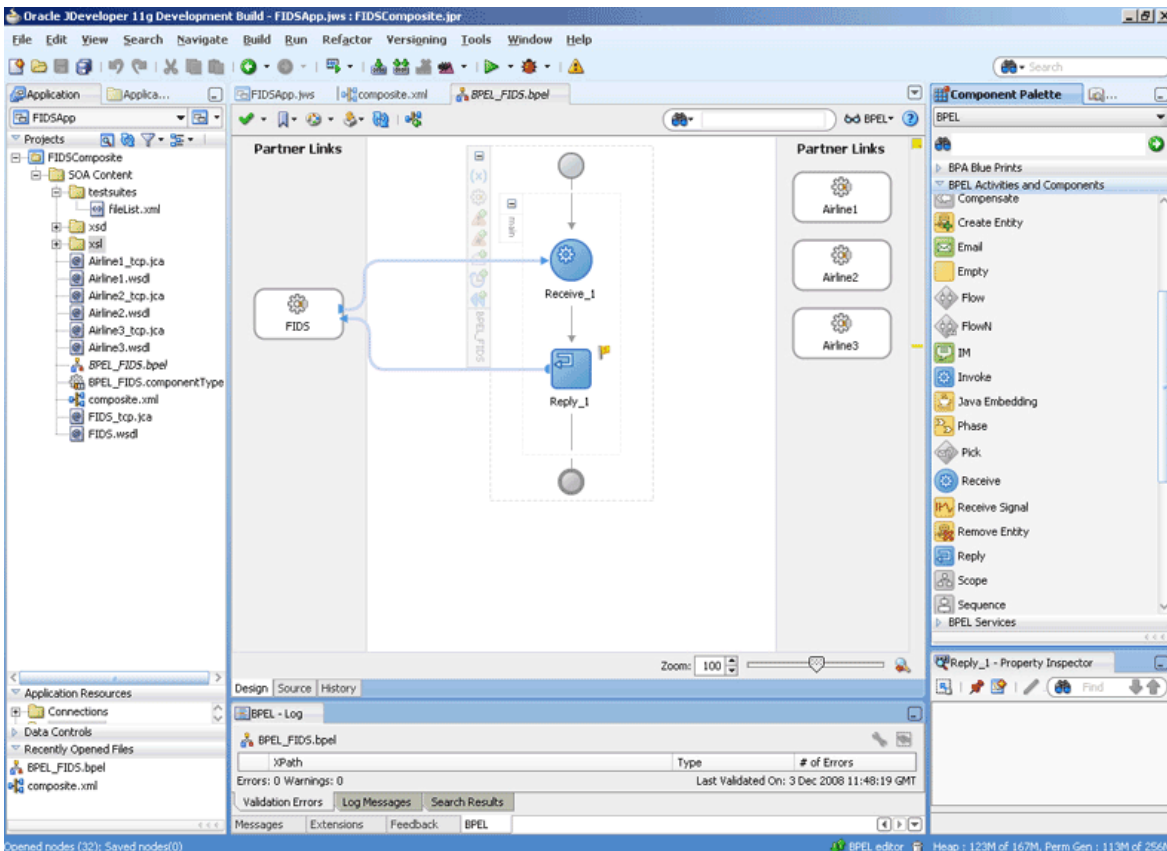 Oracle JDeveloper 11g Development Build - FIDSApp.jws : FIDSComposite.jpr
File Edit View Search Navigate Build Run Refactor Versioning Tools Window Help
Search
Application
Applica...
FIDSApp
Projects
FIDSComposite
SOA Content
testsuites
fileList.xml
xsd
xsl
Airline1_tcp.jca
Airline1.wsdl
Airline2_tcp.jca
Airline2.wsdl
Airline3_tcp.jca
Airline3.wsdl
BPEL_FIDS.bpel
BPEL_FIDS.componentType
composite.xml
FIDS_tcp.jca
FIDS.wsdl
Application Resources
Connections
Data Controls
Recently Opened Files
BPEL_FIDS.bpel
composite.xml
FIDSApp.jws
composite.xml
BPEL_FIDS.bpel
BPEL
Partner Links
(x)
main
BPEL_FIDS
Receive_1
FIDS
Reply_1
Partner Links
Airline1
Airline2
Airline3
Zoom: 100
Design Source History
BPEL - Log
BPEL_FIDS.bpel
XPath Type # of Errors
Errors: 0 Warnings: 0 Last Validated On: 3 Dec 2008 11:48:19 GMT
Validation Errors Log Messages Search Results
Messages Extensions Feedback BPEL
Component Palette
BPEL
BPA Blue Prints
BPEL Activities and Components
Compensate
Create Entity
Email
Empty
Flow
FlowN
IM
Invoke
Java Embedding
Phase
Pick
Receive
Receive Signal
Remove Entity
Reply
Scope
Sequence
BPEL Services
Reply_1 - Property Inspector
Find
Opened nodes (32); Saved nodes(0) BPEL editor Heap : 123M of 167M, Perm Gen : 113M of 256M